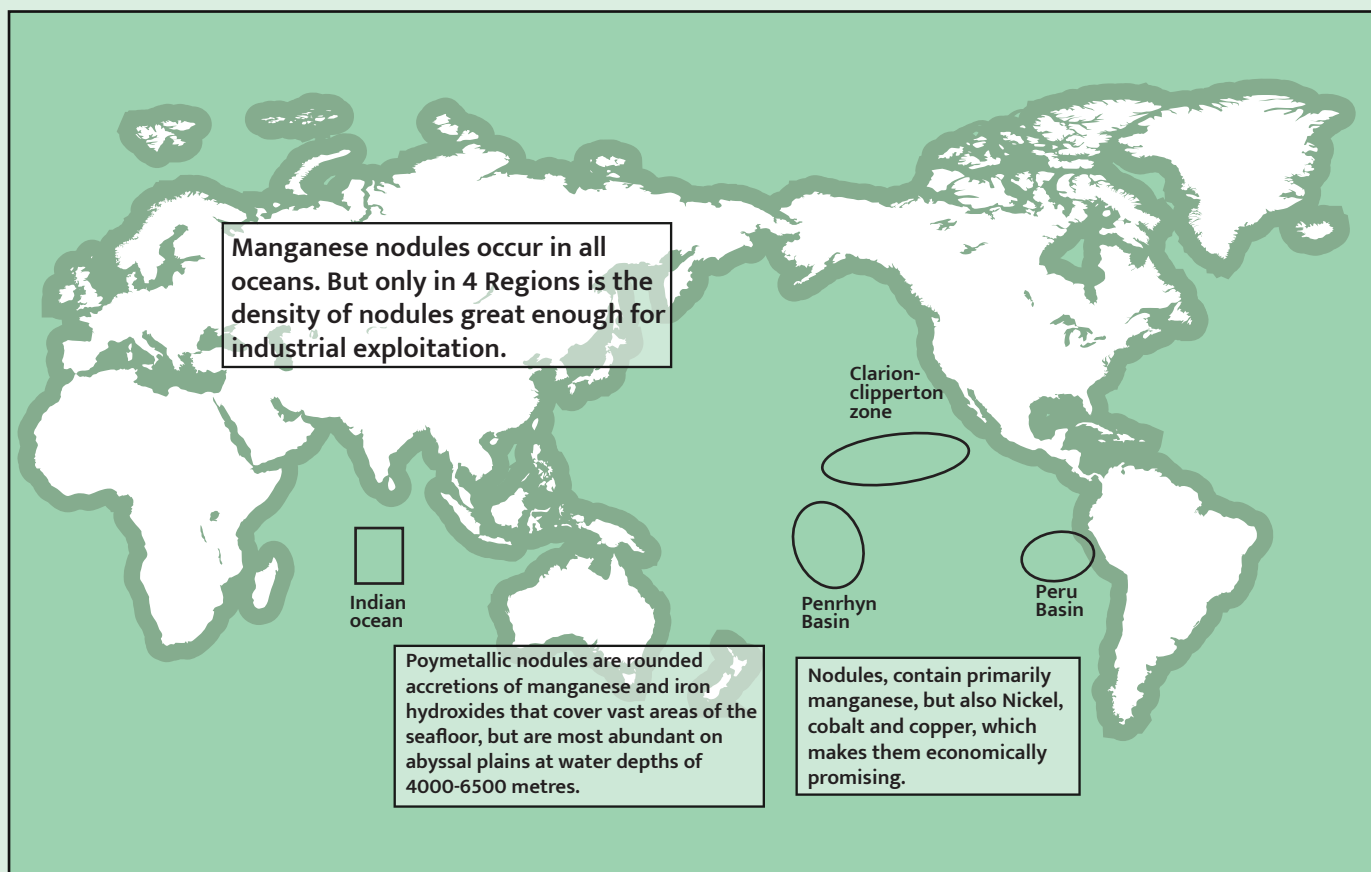 Manganese nodules occur in all
oceans. But only in 4 Regions is the
density of nodules great enough for
industrial exploitation.
Clarion-
clipperton
zone
Indian
ocean
Penrhyn
Basin
Peru
Basin
Poymetallic nodules are rounded
accretions of manganese and iron
hydroxides that cover vast areas of the
seafloor, but are most abundant on
abyssal plains at water depths of
4000-6500 metres.
Nodules, contain primarily
manganese, but also Nickel,
cobalt and copper, which
makes them economically
promising.